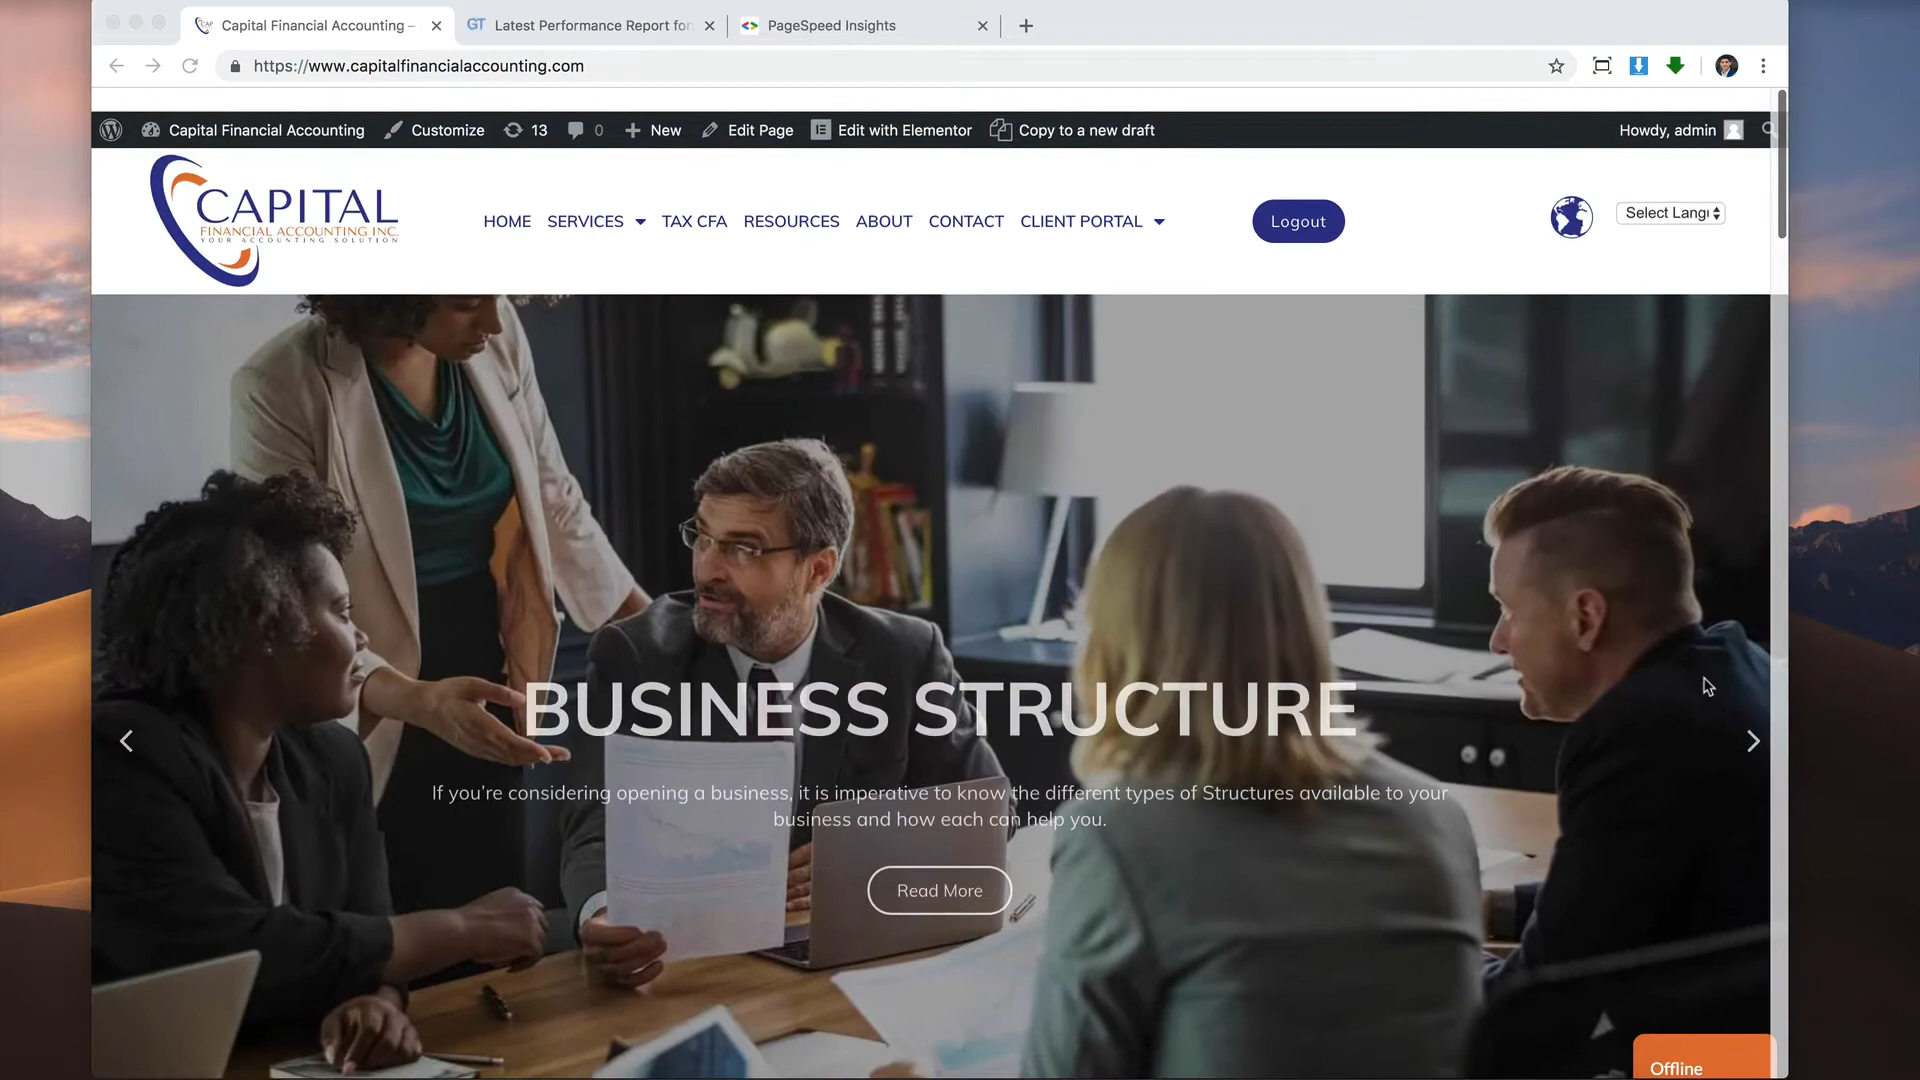 Capital Financial Accounting –
GT Latest Performance Report for:
PageSpeed Insights
https://www.capitalfinancialaccounting.com
Capital Financial Accounting Customize 13 0 New Edit Page Edit with Elementor Copy to a new draft Howdy, admin
CAPITAL
FINANCIAL ACCOUNTING INC.
YOUR ACCOUNTING SOLUTION
HOME SERVICES TAX CFA RESOURCES ABOUT CONTACT CLIENT PORTAL
Logout
Select Langu
BUSINESS STRUCTURE
If you're considering opening a business, it is imperative to know the different types of Structures available to your
business and how each can help you.
Read More
Offline